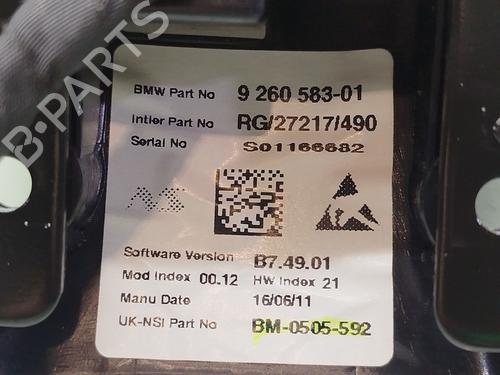 BMW Part No 9 260 583-01
Intier Part No RG/27217/490
Serial No S01166682
Software Version B7.49.01
Mod Index 00.12 HW Index 21
Manu Date 16/06/11
UK-NSI Part No BM-0505-592
B-PARTS